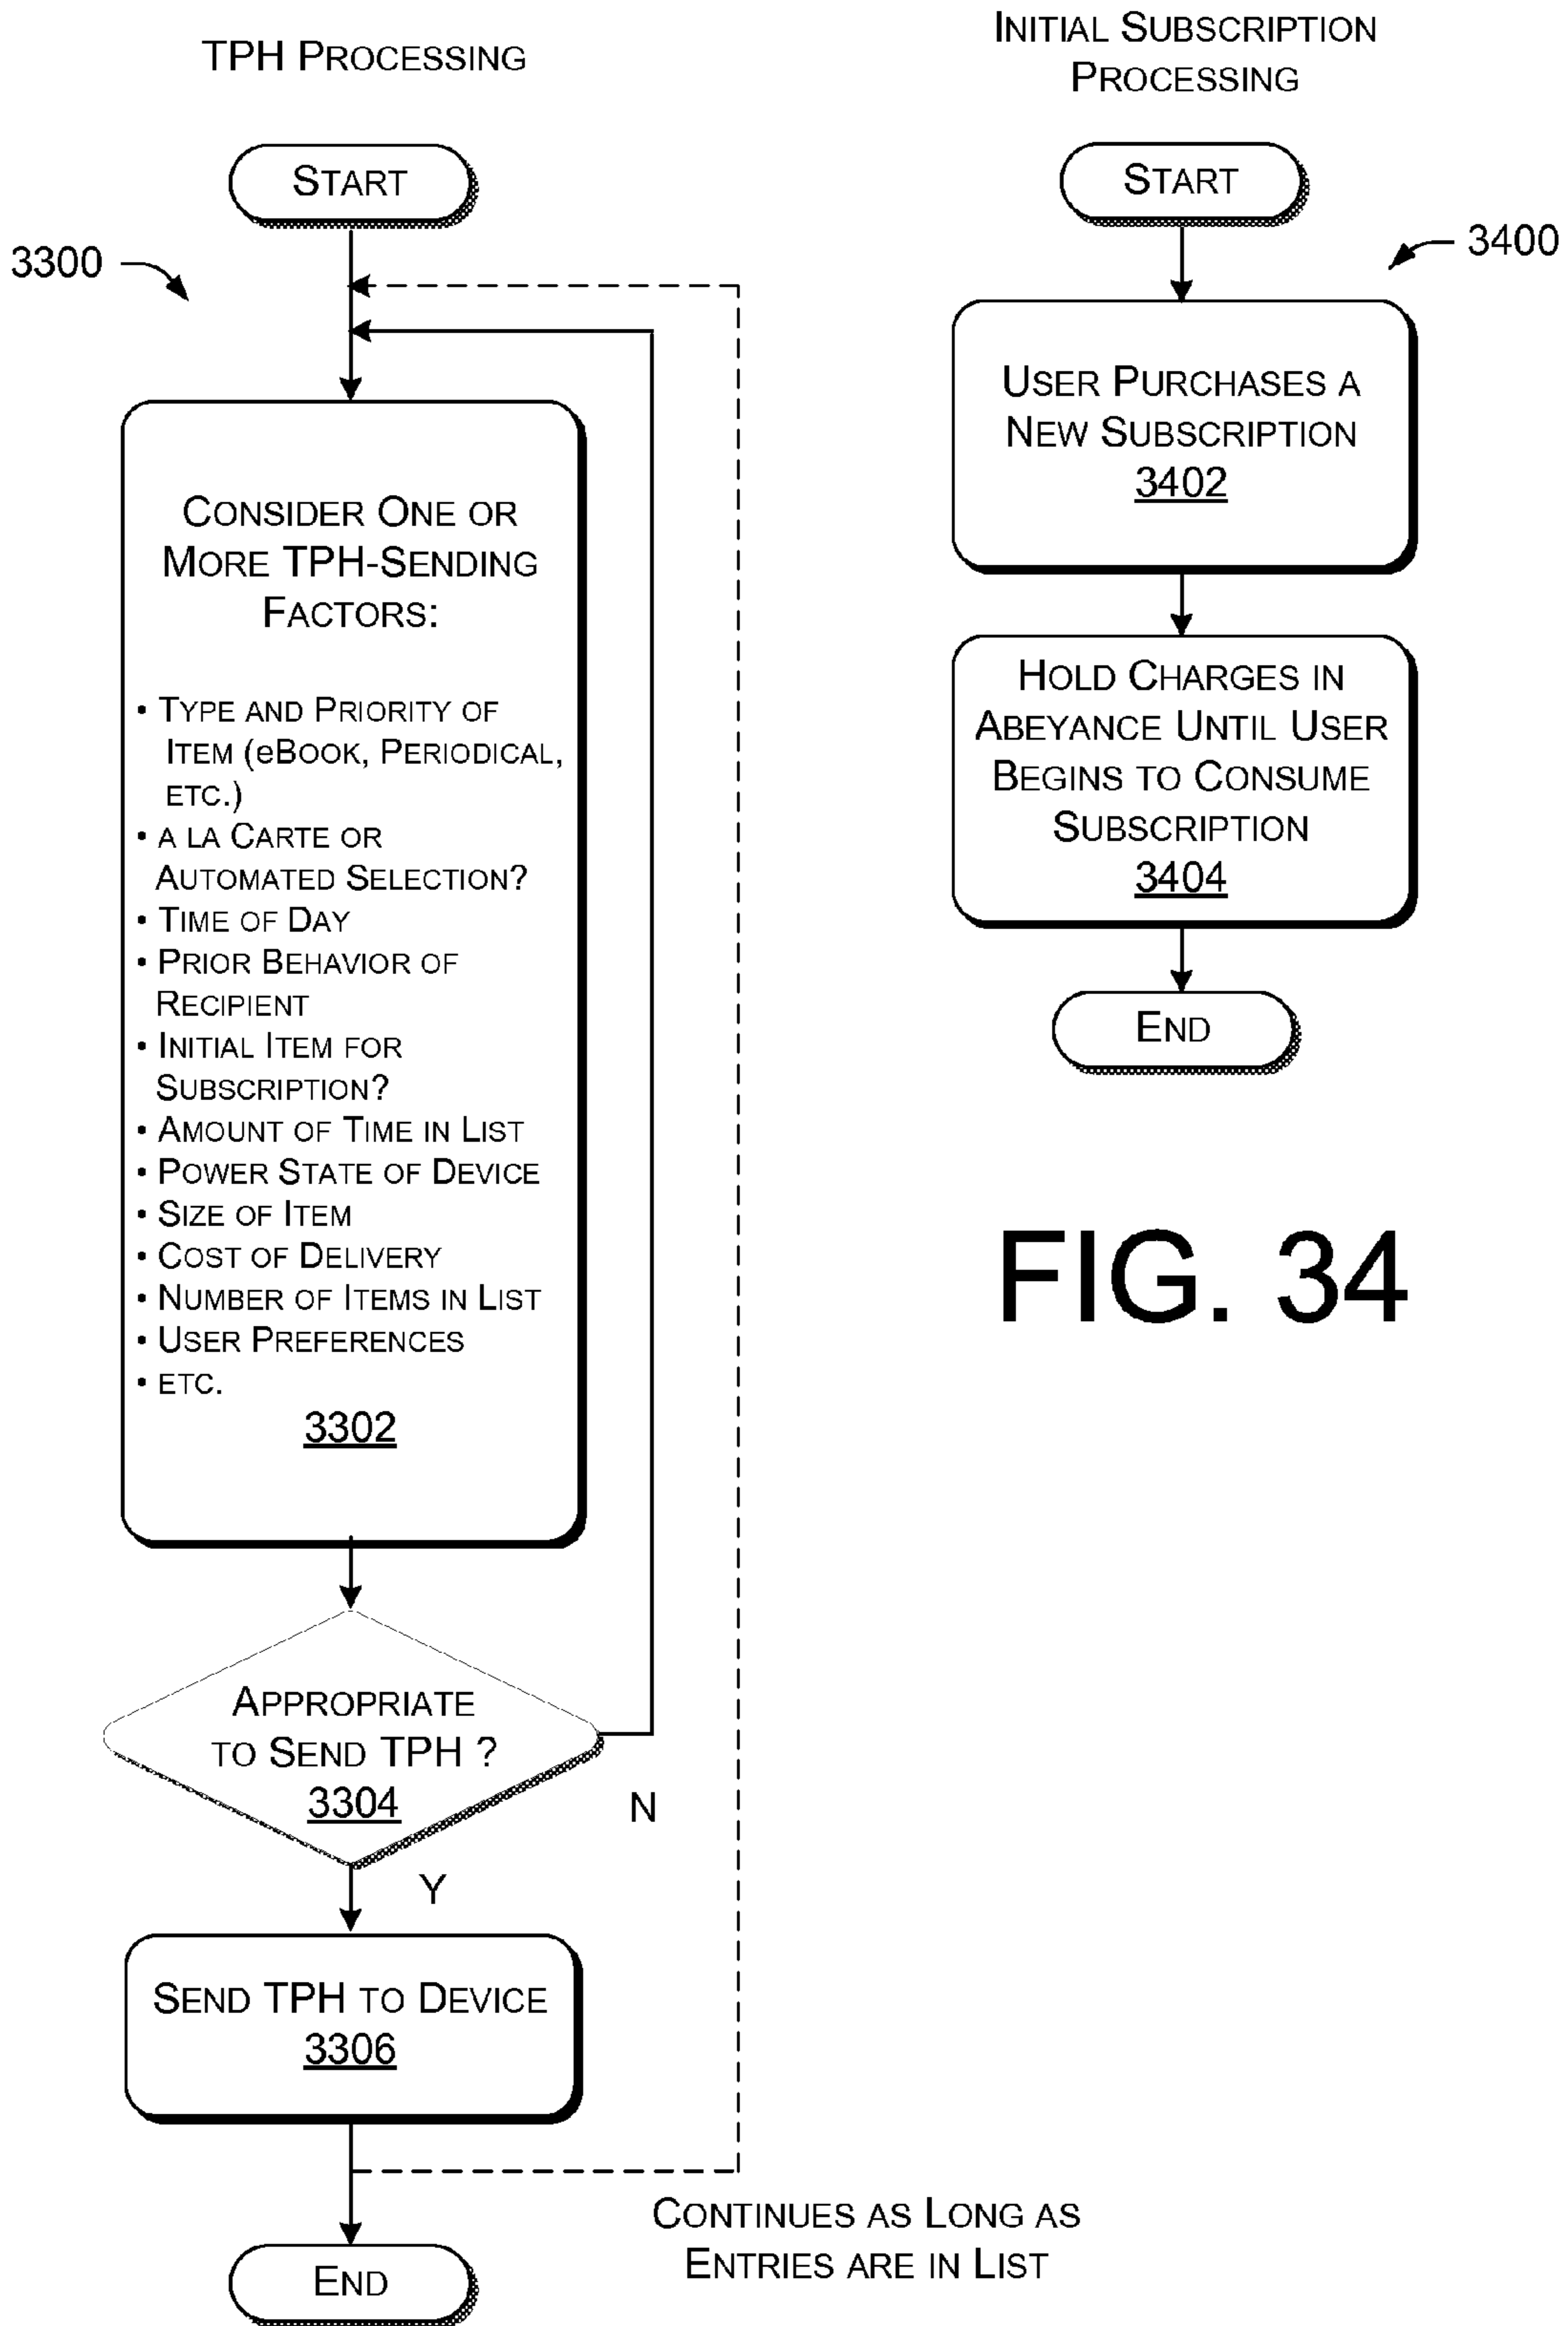 TPH PROCESSING
START
3300
CONSIDER ONE OR
MORE TPH-SENDING
FACTORS:
• TYPE AND PRIORITY OF
ITEM (eBOOK, PERIODICAL,
ETC.)
• A LA CARTE OR
AUTOMATED SELECTION?
• TIME OF DAY
• PRIOR BEHAVIOR OF
RECIPIENT
• INITIAL ITEM FOR
SUBSCRIPTION?
• AMOUNT OF TIME IN LIST
• POWER STATE OF DEVICE
• SIZE OF ITEM
• COST OF DELIVERY
• NUMBER OF ITEMS IN LIST
• USER PREFERENCES
• ETC.
3302
APPROPRIATE
TO SEND TPH ?
3304
N
Y
SEND TPH TO DEVICE
3306
CONTINUES AS LONG AS
ENTRIES ARE IN LIST
END
INITIAL SUBSCRIPTION
PROCESSING
START
3400
USER PURCHASES A
NEW SUBSCRIPTION
3402
HOLD CHARGES IN
ABEYANCE UNTIL USER
BEGINS TO CONSUME
SUBSCRIPTION
3404
END
FIG. 34